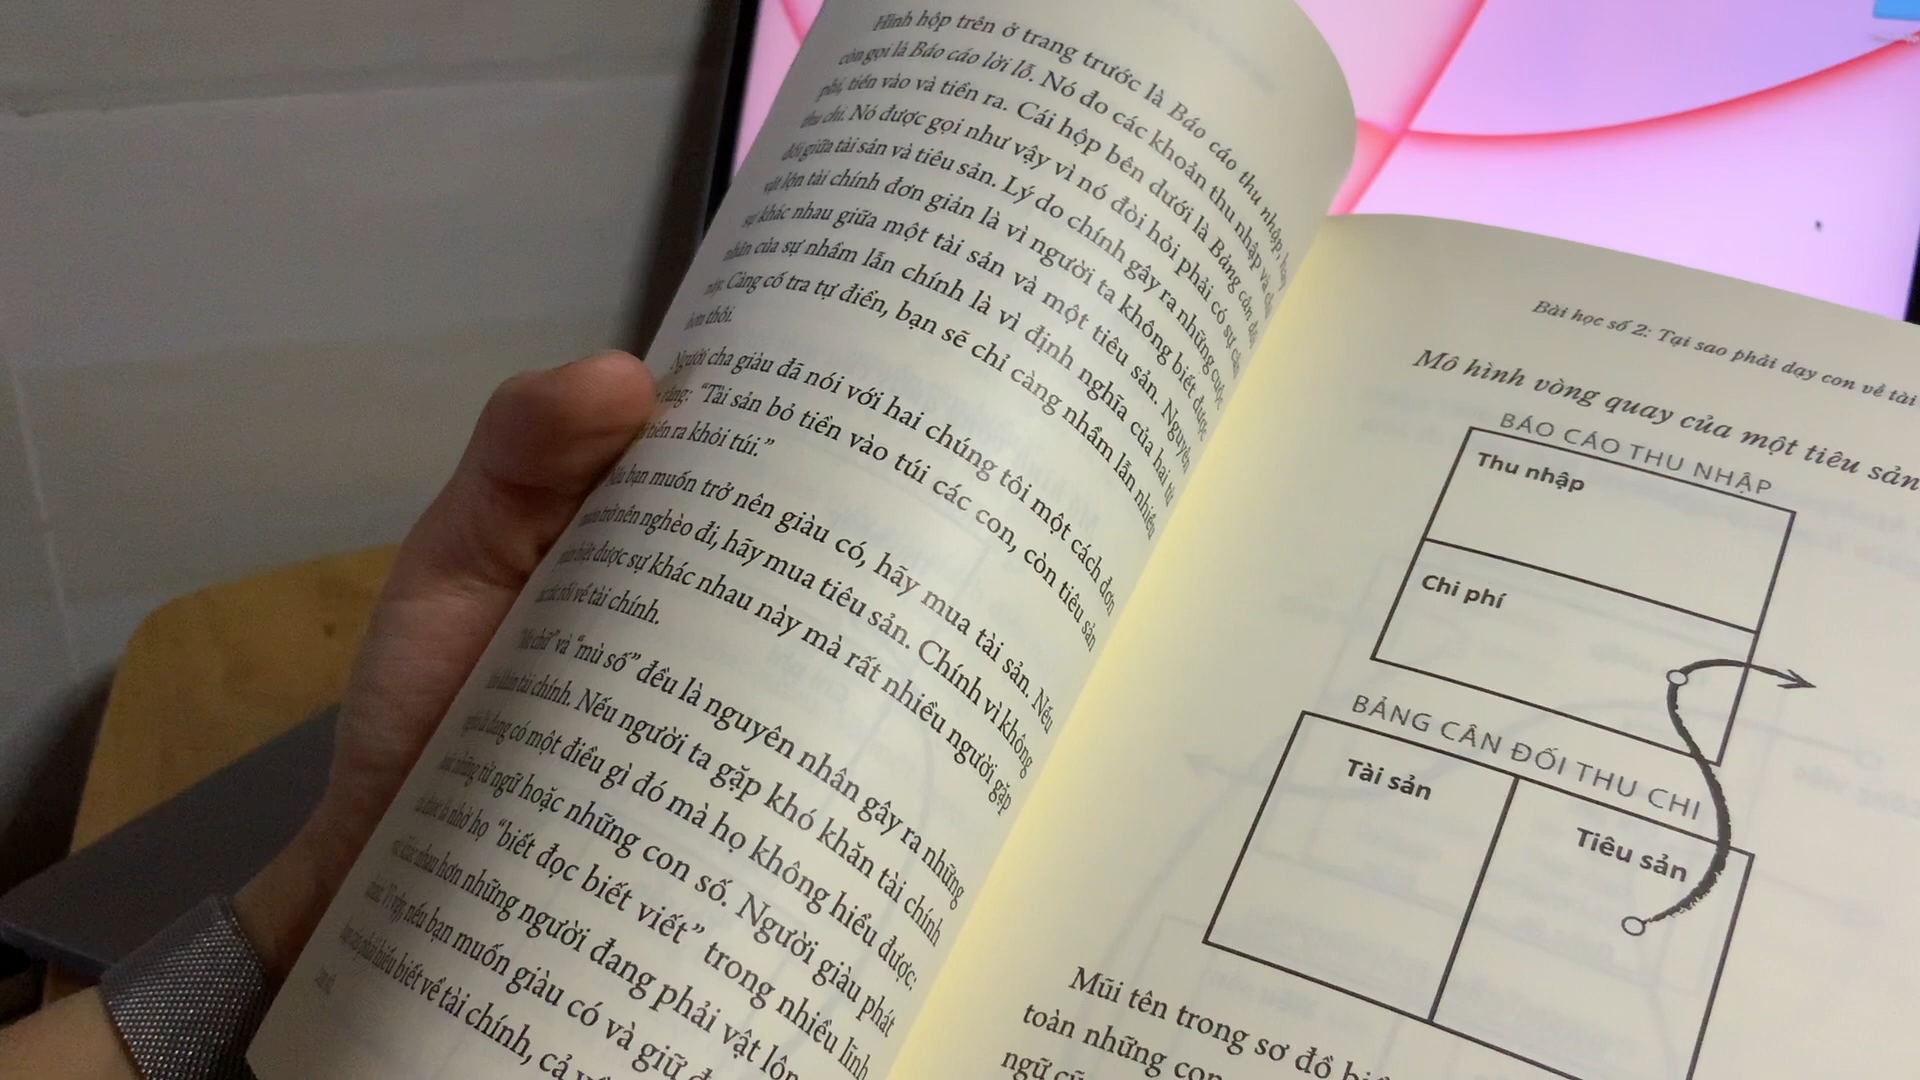 Hình hộp trên ở trang trước là Báo cáo thu nhập, hay
còn gọi là Báo cáo lời lỗ. Nó đo các khoản thu nhập và chi
phí, tiền vào và tiền ra. Cái hộp bên dưới là Bảng cân đối
thu chi. Nó được gọi như vậy vì nó đòi hỏi phải có sự cân
đối giữa tài sản và tiêu sản. Lý do chính gây ra những cuộc
vật lộn tài chính đơn giản là vì người ta không biết được
sự khác nhau giữa một tài sản và một tiêu sản. Nguyên
nhân của sự nhầm lẫn chính là vì định nghĩa của hai từ
này. Càng cố tra tự điển, bạn sẽ chỉ càng nhầm lẫn nhiều
hơn thôi.
Người cha giàu đã nói với hai chúng tôi một cách đơn
rằng: “Tài sản bỏ tiền vào túi các con, còn tiêu sản
tiền ra khỏi túi.”
Nếu bạn muốn trở nên giàu có, hãy mua tài sản. Nếu
muốn trở nên nghèo đi, hãy mua tiêu sản. Chính vì không
phân biệt được sự khác nhau này mà rất nhiều người gặp
rắc rối về tài chính.
“Mù chữ” và “mù số” đều là nguyên nhân gây ra những
khó khăn tài chính. Nếu người ta gặp khó khăn tài chính
nghĩa là đang có một điều gì đó mà họ không hiểu được:
hoặc những từ ngữ hoặc những con số. Người giàu phát
được là nhờ họ “biết đọc biết viết” trong nhiều lĩnh
khác nhau hơn những người đang phải vật lộn
Vì vậy, nếu bạn muốn giàu có và giữ
phải hiểu biết về tài chính, cả
Bài học số 2: Tại sao phải dạy con về tài
Mô hình vòng quay của một tiêu sản
BÁO CÁO THU NHẬP
Thu nhập
Chi phí
BẢNG CÂN ĐỐI THU CHI
Tài sản
Tiêu sản
Mũi tên trong sơ đồ
toàn những con
ngữ